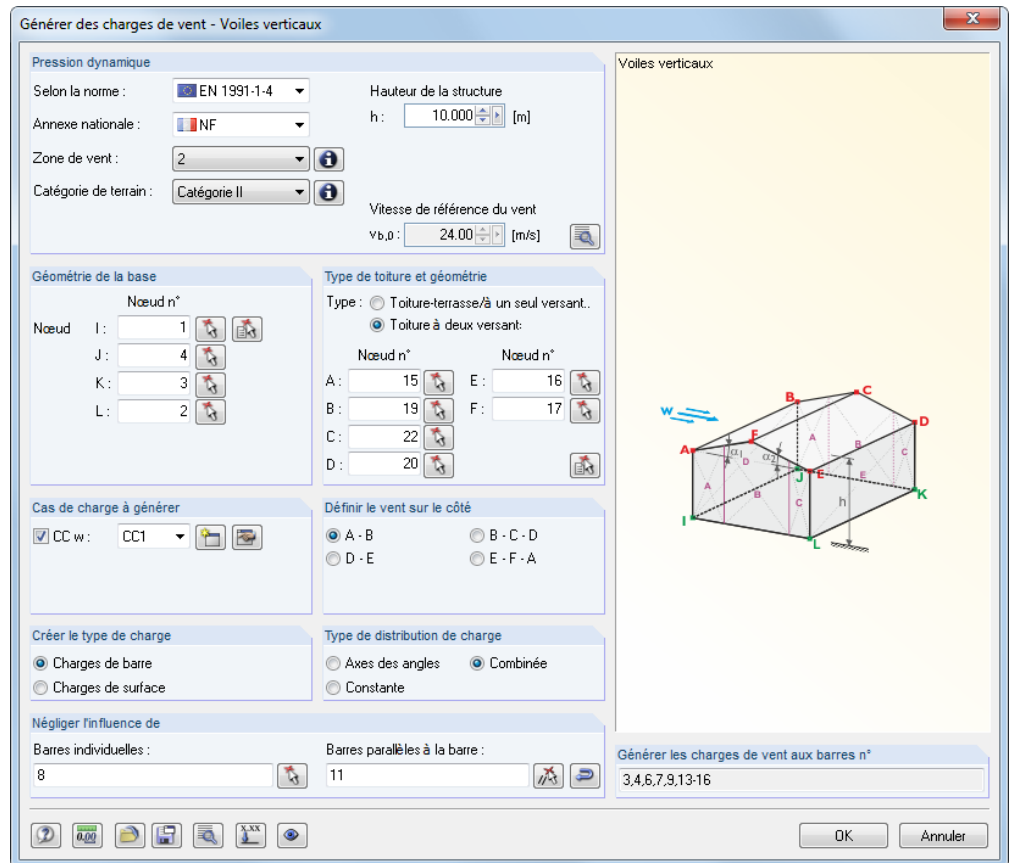 Générer des charges de vent - Voiles verticaux
Pression dynamique
Selon la norme :
EN 1991-1-4
Annexe nationale :
NF
Zone de vent :
2
Catégorie de terrain :
Catégorie II
Hauteur de la structure
h : 10.000 [m]
Vitesse de référence du vent
vb,0 : 24.00 [m/s]
Géométrie de la base
Nœud n°
Nœud I : 1
J : 4
K : 3
L : 2
Type de toiture et géométrie
Type : Toiture-terrasse/à un seul versant..
Toiture à deux versant:
Nœud n° Nœud n°
A : 15 E : 16
B : 19 F : 17
C : 22
D : 20
Cas de charge à générer
CC w : CC1
Définir le vent sur le côté
A - B B - C - D
D - E E - F - A
Créer le type de charge
Charges de barre
Charges de surface
Type de distribution de charge
Axes des angles Combinée
Constante
Négliger l'influence de
Barres individuelles :
8
Barres parallèles à la barre :
11
Voiles verticaux
w
B
C
D
F
A
E
J
K
I
L
α1
α2
h
A
B
C
D
E
A
B
C
Générer les charges de vent aux barres n°
3,4,6,7,9,13-16
0.00
x.xx
OK
Annuler